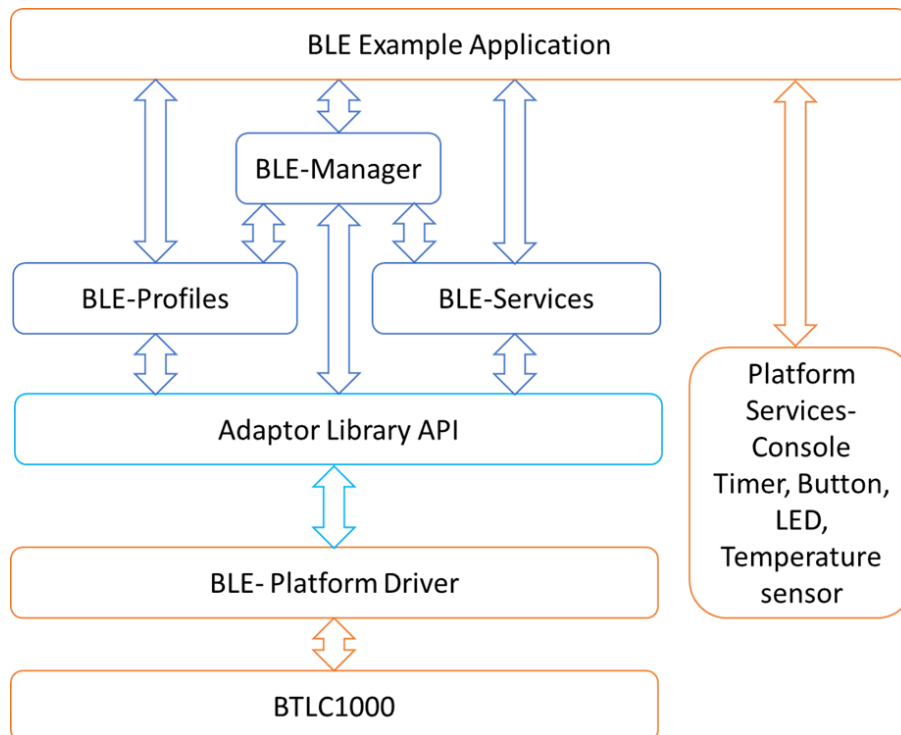 BLE Example Application
BLE-Manager
BLE-Profiles
BLE-Services
Adaptor Library API
Platform
Services-
Console
Timer, Button,
LED,
Temperature
sensor
BLE- Platform Driver
BTLC1000